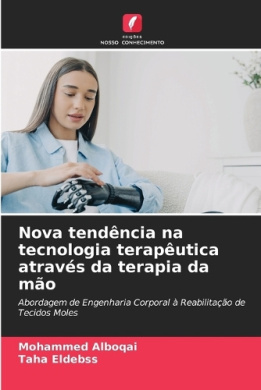 edições
NOSSO CONHECIMENTO
Nova tendência na
tecnologia terapêutica
através da terapia da
mão
Abordagem de Engenharia Corporal à Reabilitação de
Tecidos Moles
Mohammed Alboqai
Taha Eldebss